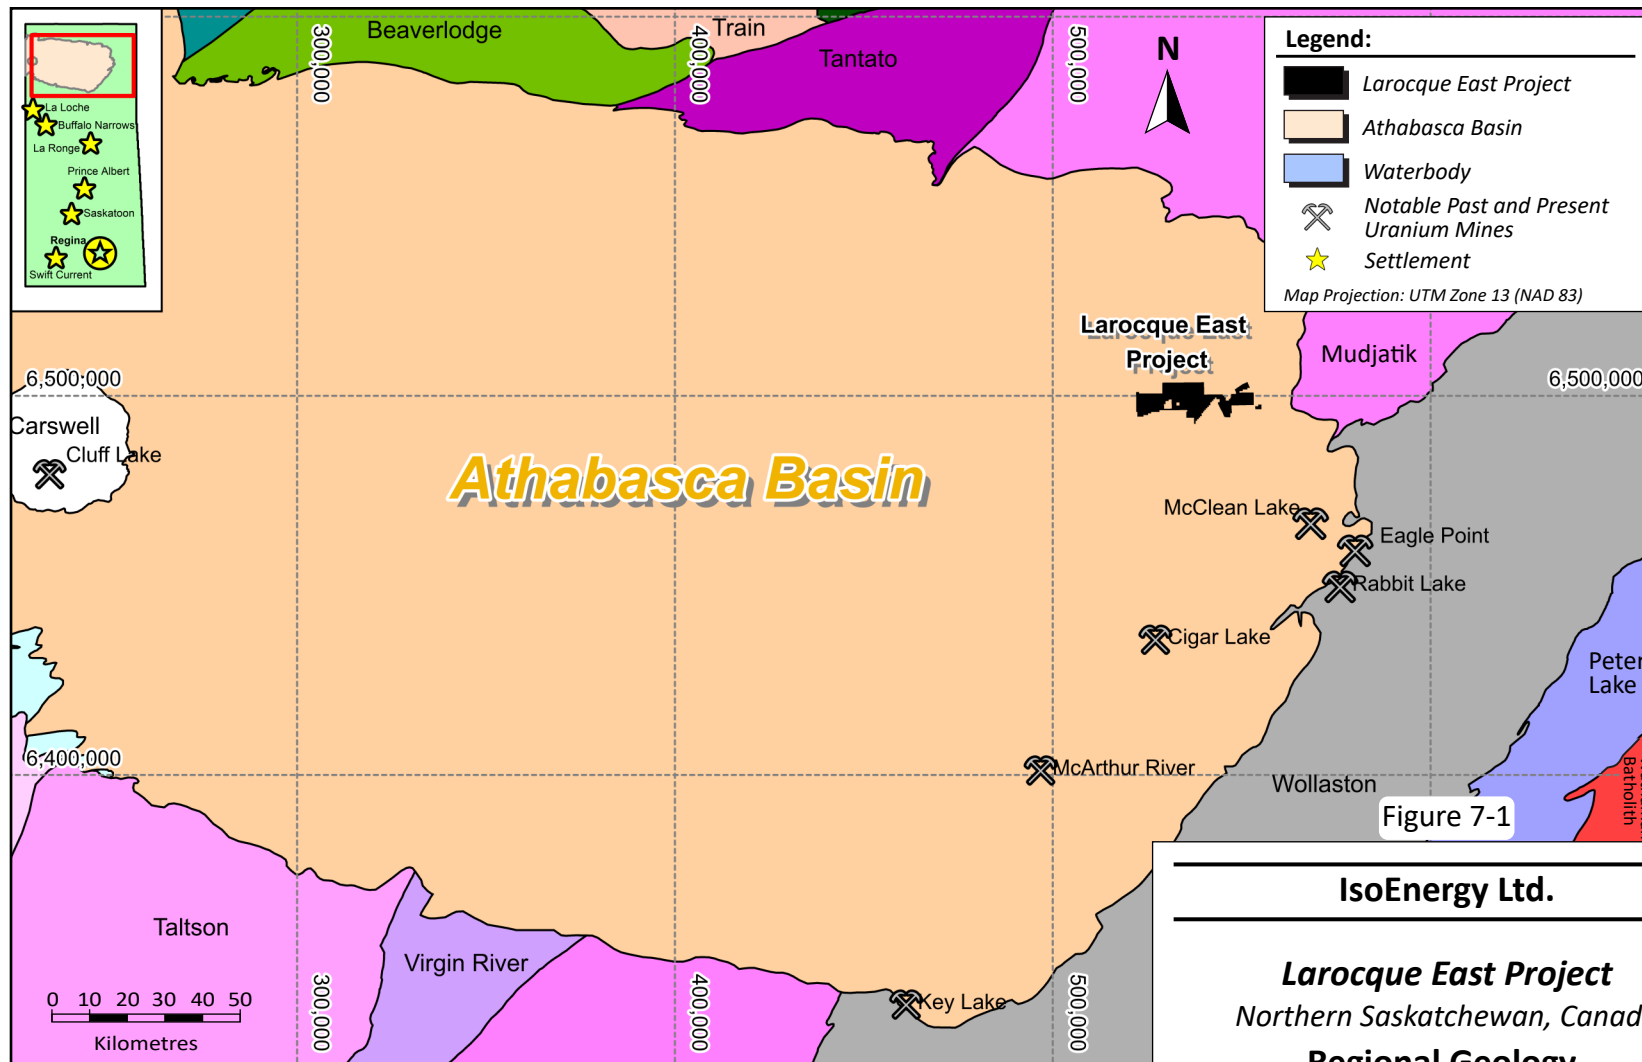 Beaverlodge
Train
Tantato
300,000
400,000
500,000
N
La Loche
Buffalo Narrows
La Ronge
Prince Albert
Saskatoon
Regina
Swift Current
Legend:
Larocque East Project
Athabasca Basin
Waterbody
Notable Past and Present
Uranium Mines
Settlement
Map Projection: UTM Zone 13 (NAD 83)
Larocque East
Project
Mudjatik
6,500,000
6,500,000
Carswell
Cluff Lake
Athabasca Basin
McClean Lake
Eagle Point
Rabbit Lake
Cigar Lake
Peter
Lake
6,400,000
McArthur River
Wollaston
Batholith
Figure 7-1
IsoEnergy Ltd.
Taltson
Virgin River
Key Lake
300,000
400,000
500,000
0 10 20 30 40 50
Kilometres
Larocque East Project
Northern Saskatchewan, Canad
Regional Geology